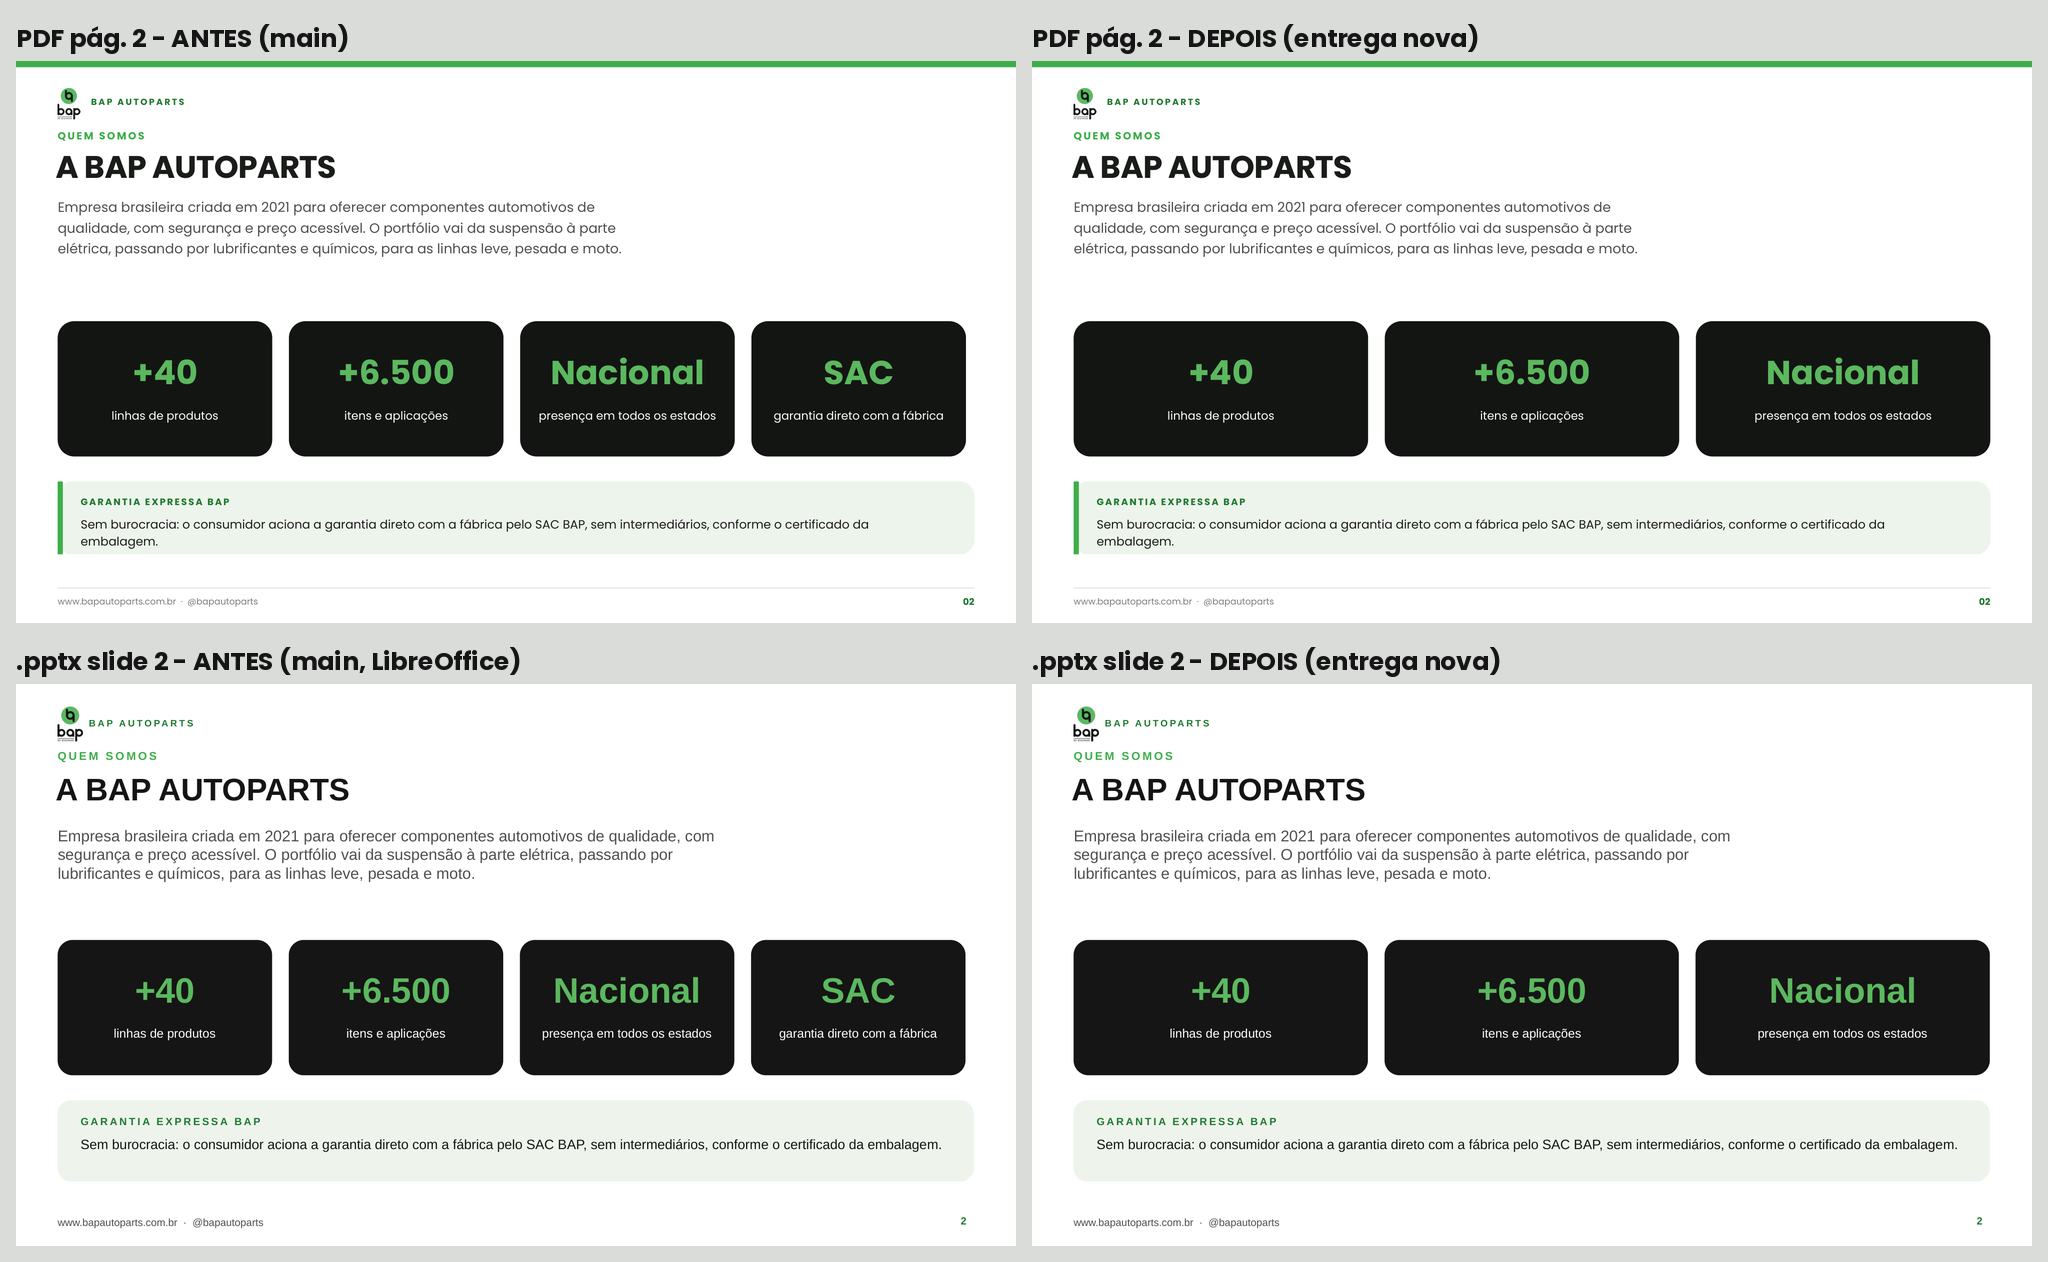 PDF pág. 2 - ANTES (main)
bap
BAP AUTOPARTS
QUEM SOMOS
A BAP AUTOPARTS
Empresa brasileira criada em 2021 para oferecer componentes automotivos de
qualidade, com segurança e preço acessível. O portfólio vai da suspensão à parte
elétrica, passando por lubrificantes e químicos, para as linhas leve, pesada e moto.
+40
linhas de produtos
+6.500
itens e aplicações
Nacional
presença em todos os estados
SAC
garantia direto com a fábrica
GARANTIA EXPRESSA BAP
Sem burocracia: o consumidor aciona a garantia direto com a fábrica pelo SAC BAP, sem intermediários, conforme o certificado da
embalagem.
www.bapautoparts.com.br · @bapautoparts
02
PDF pág. 2 - DEPOIS (entrega nova)
bap
BAP AUTOPARTS
QUEM SOMOS
A BAP AUTOPARTS
Empresa brasileira criada em 2021 para oferecer componentes automotivos de
qualidade, com segurança e preço acessível. O portfólio vai da suspensão à parte
elétrica, passando por lubrificantes e químicos, para as linhas leve, pesada e moto.
+40
linhas de produtos
+6.500
itens e aplicações
Nacional
presença em todos os estados
GARANTIA EXPRESSA BAP
Sem burocracia: o consumidor aciona a garantia direto com a fábrica pelo SAC BAP, sem intermediários, conforme o certificado da
embalagem.
www.bapautoparts.com.br · @bapautoparts
02
.pptx slide 2 - ANTES (main, LibreOffice)
bap
BAP AUTOPARTS
QUEM SOMOS
A BAP AUTOPARTS
Empresa brasileira criada em 2021 para oferecer componentes automotivos de qualidade, com
segurança e preço acessível. O portfólio vai da suspensão à parte elétrica, passando por
lubrificantes e químicos, para as linhas leve, pesada e moto.
+40
linhas de produtos
+6.500
itens e aplicações
Nacional
presença em todos os estados
SAC
garantia direto com a fábrica
GARANTIA EXPRESSA BAP
Sem burocracia: o consumidor aciona a garantia direto com a fábrica pelo SAC BAP, sem intermediários, conforme o certificado da embalagem.
www.bapautoparts.com.br · @bapautoparts
2
.pptx slide 2 - DEPOIS (entrega nova)
bap
BAP AUTOPARTS
QUEM SOMOS
A BAP AUTOPARTS
Empresa brasileira criada em 2021 para oferecer componentes automotivos de qualidade, com
segurança e preço acessível. O portfólio vai da suspensão à parte elétrica, passando por
lubrificantes e químicos, para as linhas leve, pesada e moto.
+40
linhas de produtos
+6.500
itens e aplicações
Nacional
presença em todos os estados
GARANTIA EXPRESSA BAP
Sem burocracia: o consumidor aciona a garantia direto com a fábrica pelo SAC BAP, sem intermediários, conforme o certificado da embalagem.
www.bapautoparts.com.br · @bapautoparts
2